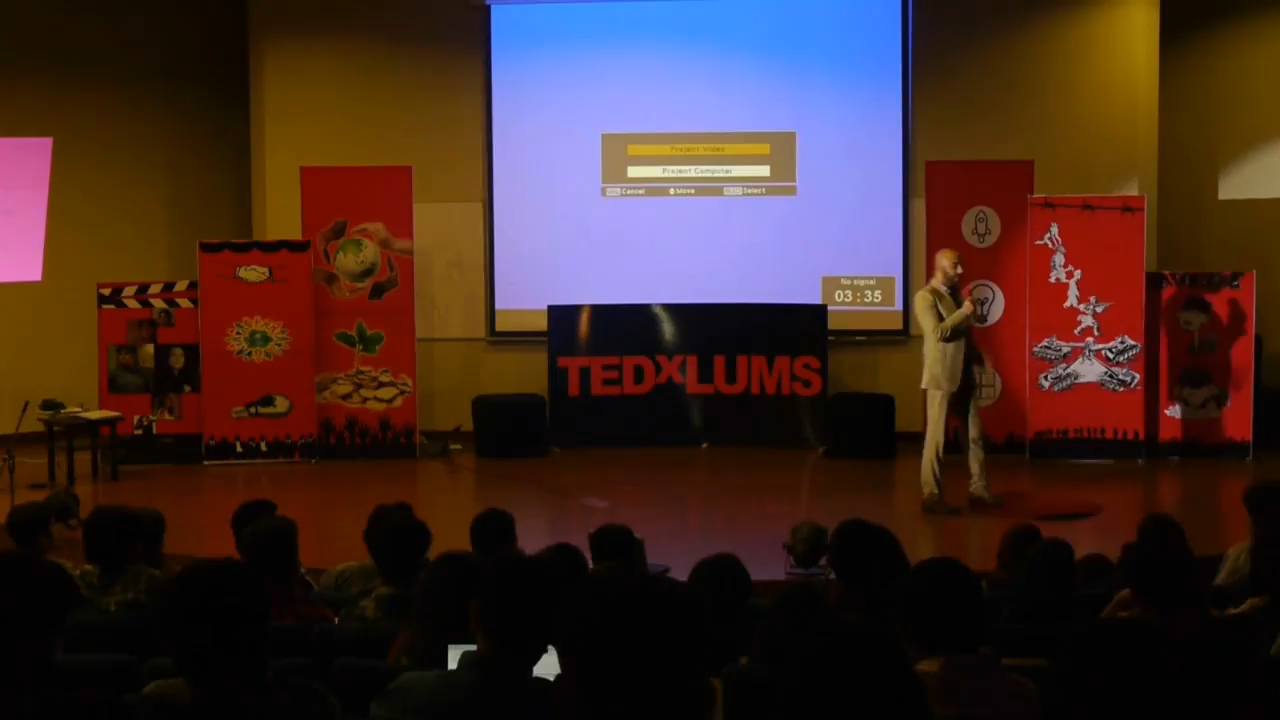 Project Video
Project Computer
Cancel
Move
Select
No signal
03:35
TEDxLUMS